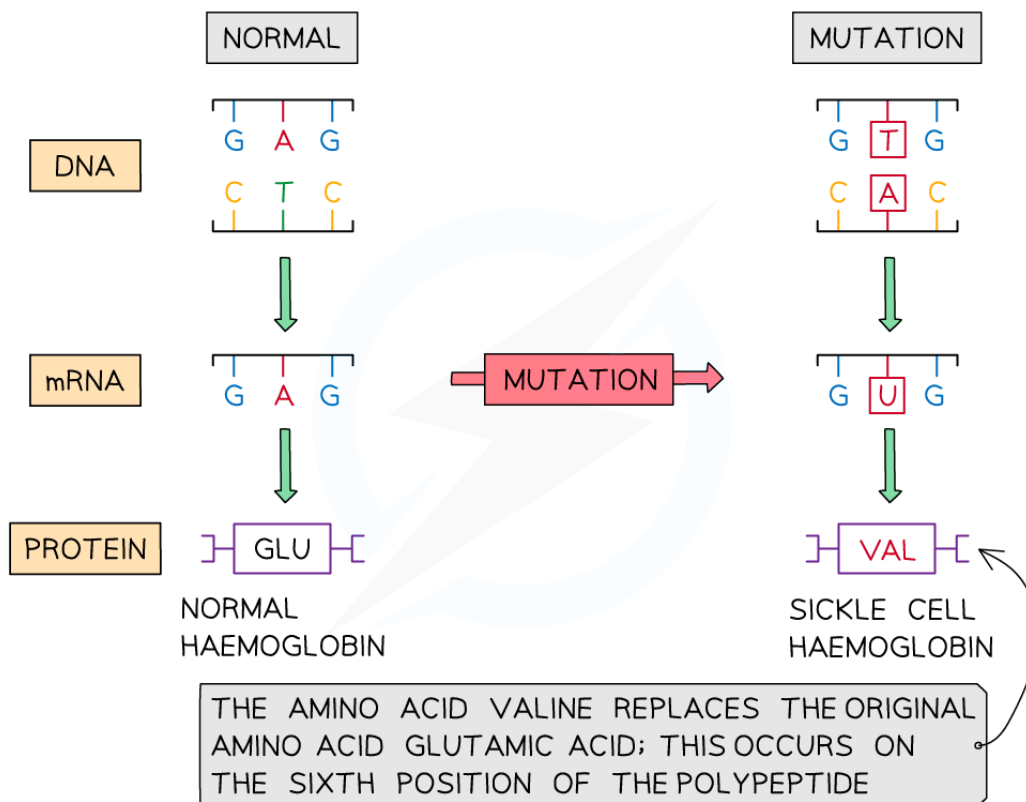 NORMAL MUTATION
G A G G T G
DNA
C T C C A C
mRNA
G A G MUTATION G U G
PROTEIN GLU VAL
NORMAL SICKLE CELL
HAEMOGLOBIN HAEMOGLOBIN
THE AMINO ACID VALINE REPLACES THE ORIGINAL
AMINO ACID GLUTAMIC ACID; THIS OCCURS ON
THE SIXTH POSITION OF THE POLYPEPTIDE